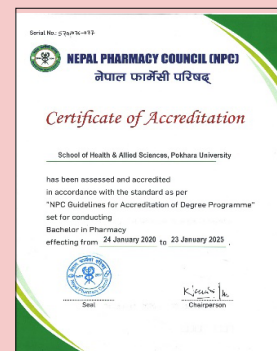 Serial No.:
NEPAL PHARMACY COUNCIL (NPC)
नेपाल फार्मेसी परिषद्
Certificate of Accreditation
School of Health & Allied Sciences, Pokhara University
has been assessed and accredited
in accordance with the standard as per
"NPC Guidelines for Accreditation of Degree Programme"
set for conducting
Bachelor in Pharmacy
effecting from 24 January 2020 to 23 January 2025 .
Seal
Chairperson